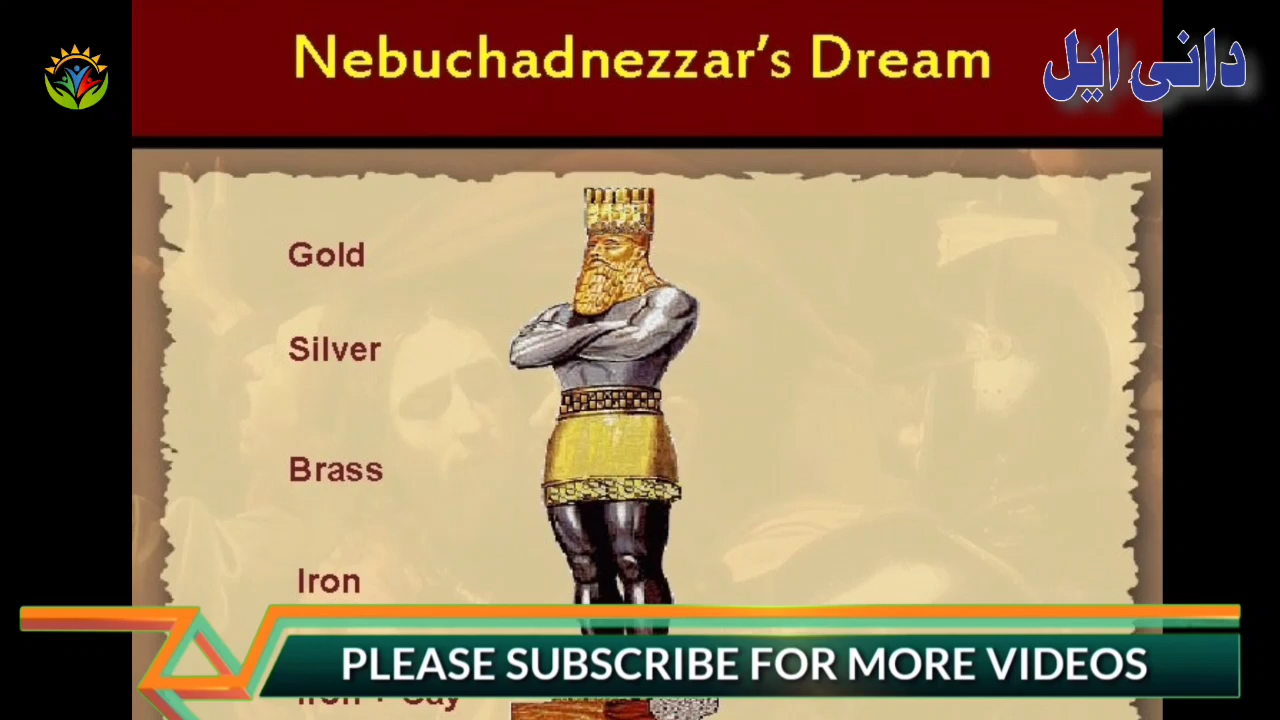 Nebuchadnezzar's Dream
دانی ایل
Gold
Silver
Brass
Iron
PLEASE SUBSCRIBE FOR MORE VIDEOS